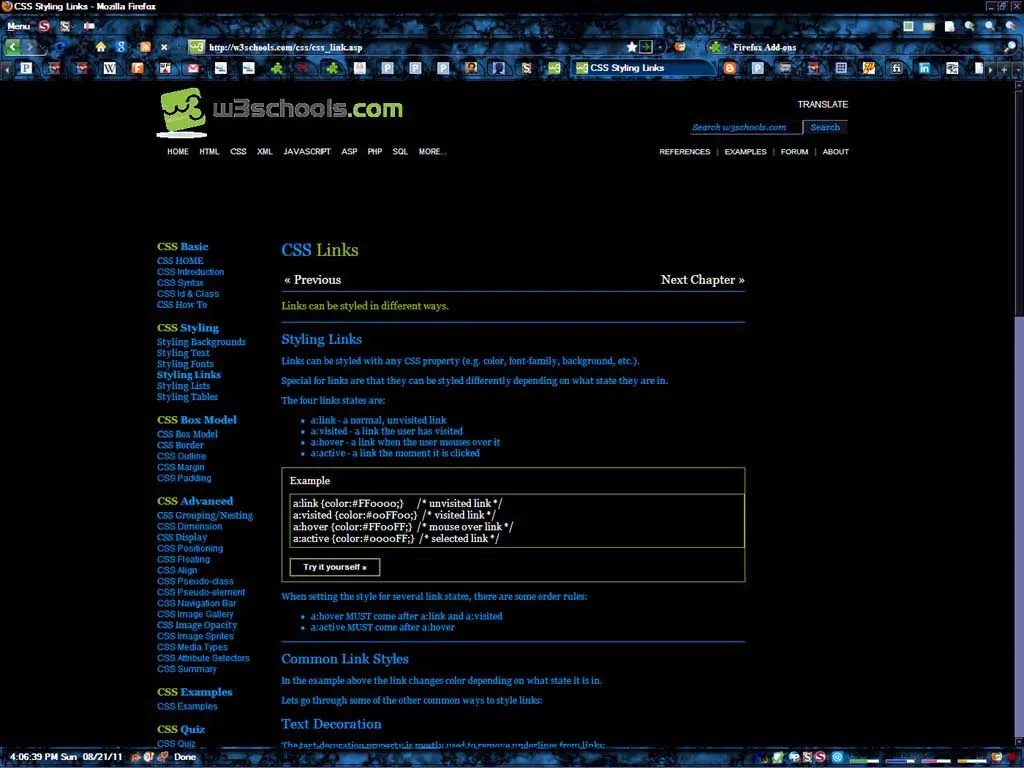 CSS Styling Links - Mozilla Firefox
Menu
http://w3schools.com/css/css_link.asp
Firefox Add-ons
CSS Styling Links
w3schools.com
TRANSLATE
Search w3schools.com Search
HOME HTML CSS XML JAVASCRIPT ASP PHP SQL MORE...
REFERENCES | EXAMPLES | FORUM | ABOUT
CSS Basic
CSS HOME
CSS Introduction
CSS Syntax
CSS Id & Class
CSS How To
CSS Styling
Styling Backgrounds
Styling Text
Styling Fonts
Styling Links
Styling Lists
Styling Tables
CSS Box Model
CSS Box Model
CSS Border
CSS Outline
CSS Margin
CSS Padding
CSS Advanced
CSS Grouping/Nesting
CSS Dimension
CSS Display
CSS Positioning
CSS Floating
CSS Align
CSS Pseudo-class
CSS Pseudo-element
CSS Navigation Bar
CSS Image Gallery
CSS Image Opacity
CSS Image Sprites
CSS Media Types
CSS Attribute Selectors
CSS Summary
CSS Examples
CSS Examples
CSS Quiz
CSS Quiz
CSS Links
« Previous
Next Chapter »
Links can be styled in different ways.
Styling Links
Links can be styled with any CSS property (e.g. color, font-family, background, etc.).
Special for links are that they can be styled differently depending on what state they are in.
The four links states are:
• a:link - a normal, unvisited link
• a:visited - a link the user has visited
• a:hover - a link when the user mouses over it
• a:active - a link the moment it is clicked
Example
a:link {color:#FF0000;} /* unvisited link */
a:visited {color:#00FF00;} /* visited link */
a:hover {color:#FF00FF;} /* mouse over link */
a:active {color:#0000FF;} /* selected link */
Try it yourself »
When setting the style for several link states, there are some order rules:
• a:hover MUST come after a:link and a:visited
• a:active MUST come after a:hover
Common Link Styles
In the example above the link changes color depending on what state it is in.
Lets go through some of the other common ways to style links:
Text Decoration
The text-decoration property is mostly used to remove underlines from links:
4:06:39 PM Sun 08/21/11
Done